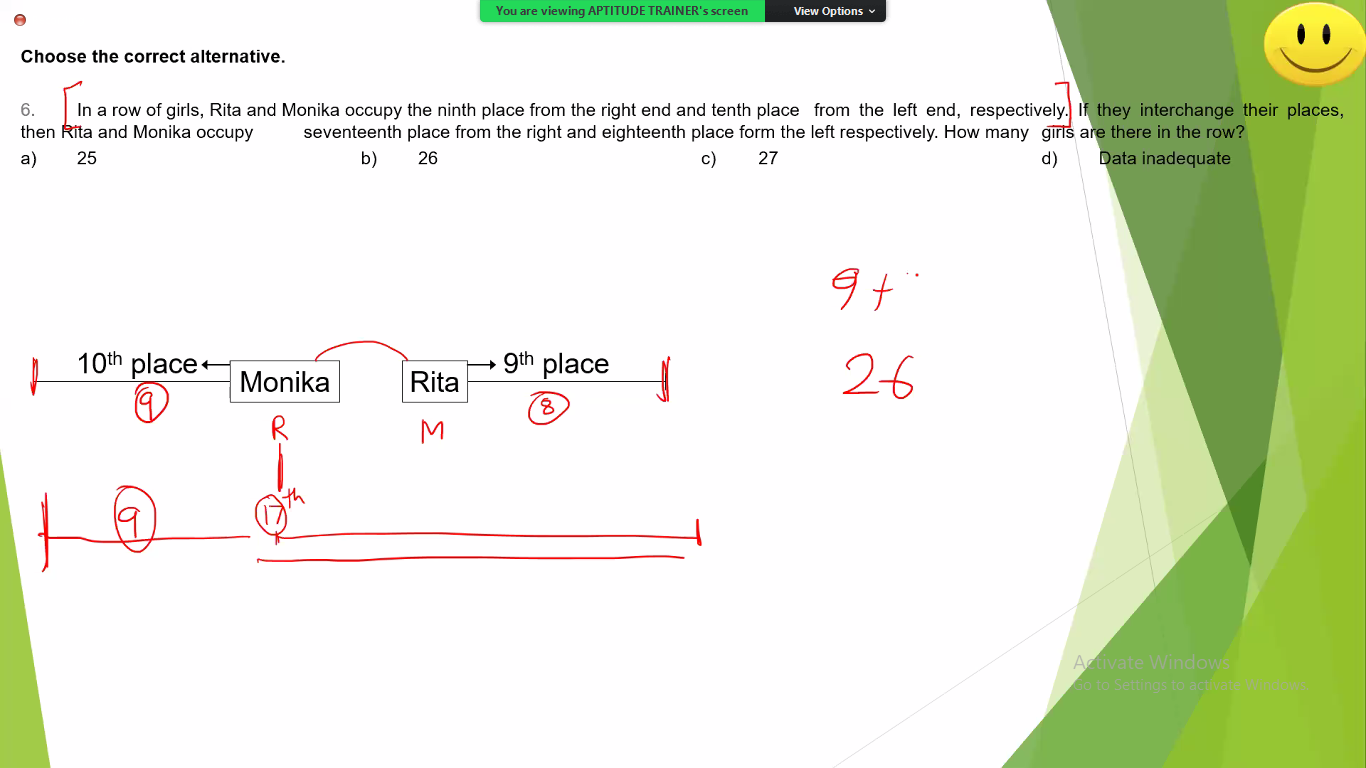 You are viewing APTITUDE TRAINER's screen View Options
Choose the correct alternative.
6. In a row of girls, Rita and Monika occupy the ninth place from the right end and tenth place from the left end, respectively. If they interchange their places,
then Rita and Monika occupy seventeenth place from the right and eighteenth place form the left respectively. How many girls are there in the row?
a) 25 b) 26 c) 27 d) Data inadequate
9 +
10th place Monika Rita 9th place
26
9 8
R M
9 17th
Activate Windows
Go to Settings to activate Windows.